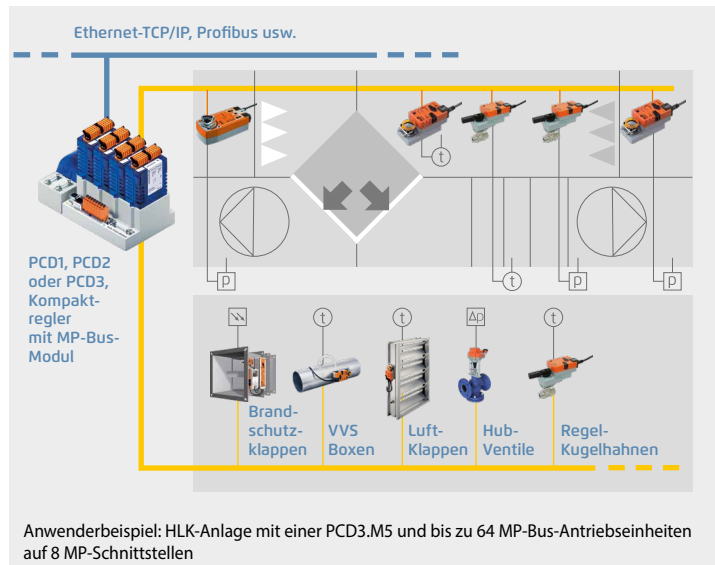 Ethernet-TCP/IP, Profibus usw.
t
p
t
p
p
PCD1, PCD2
oder PCD3,
Kompakt-
regler
mit MP-Bus-
Modul
t
t
Δp
t
Brand-
schutz-
klappen
VVS
Boxen
Luft-
Klappen
Hub-
Ventile
Regel-
Kugelhahnen
Anwenderbeispiel: HLK-Anlage mit einer PCD3.M5 und bis zu 64 MP-Bus-Antriebseinheiten
auf 8 MP-Schnittstellen